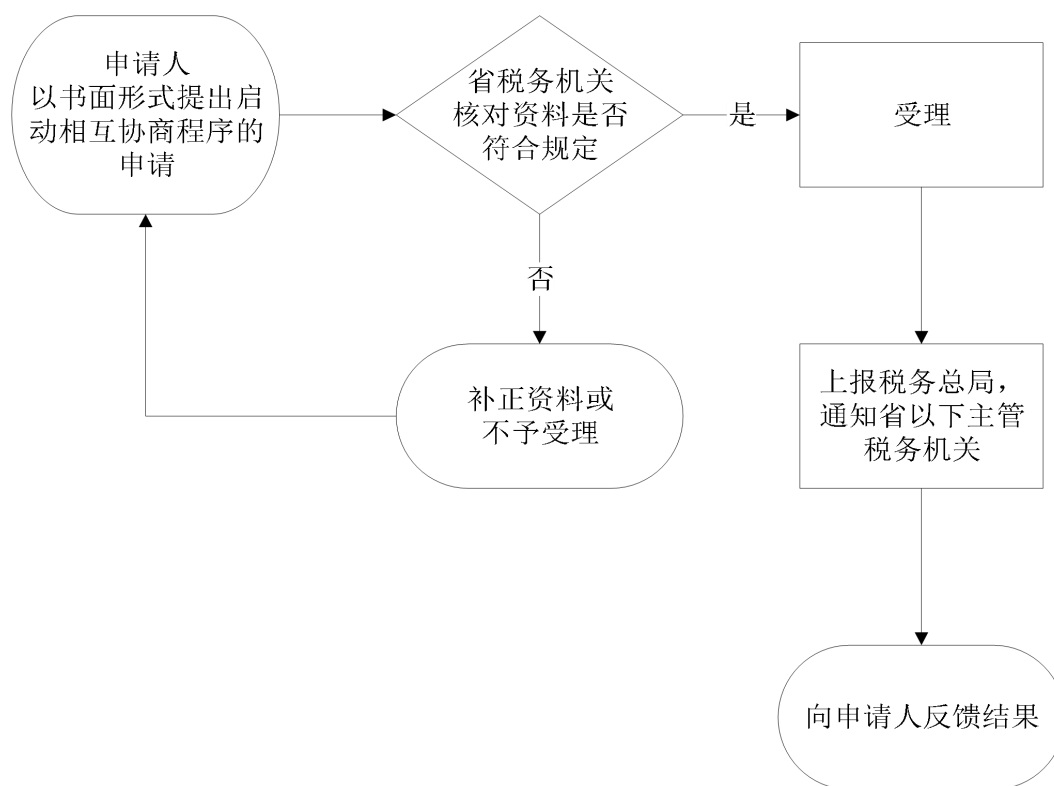 申请人
以书面形式提出启
动相互协商程序的
申请
省税务机关
核对资料是否
符合规定
是
受理
否
补正资料或
不予受理
上报税务总局，
通知省以下主管
税务机关
向申请人反馈结果